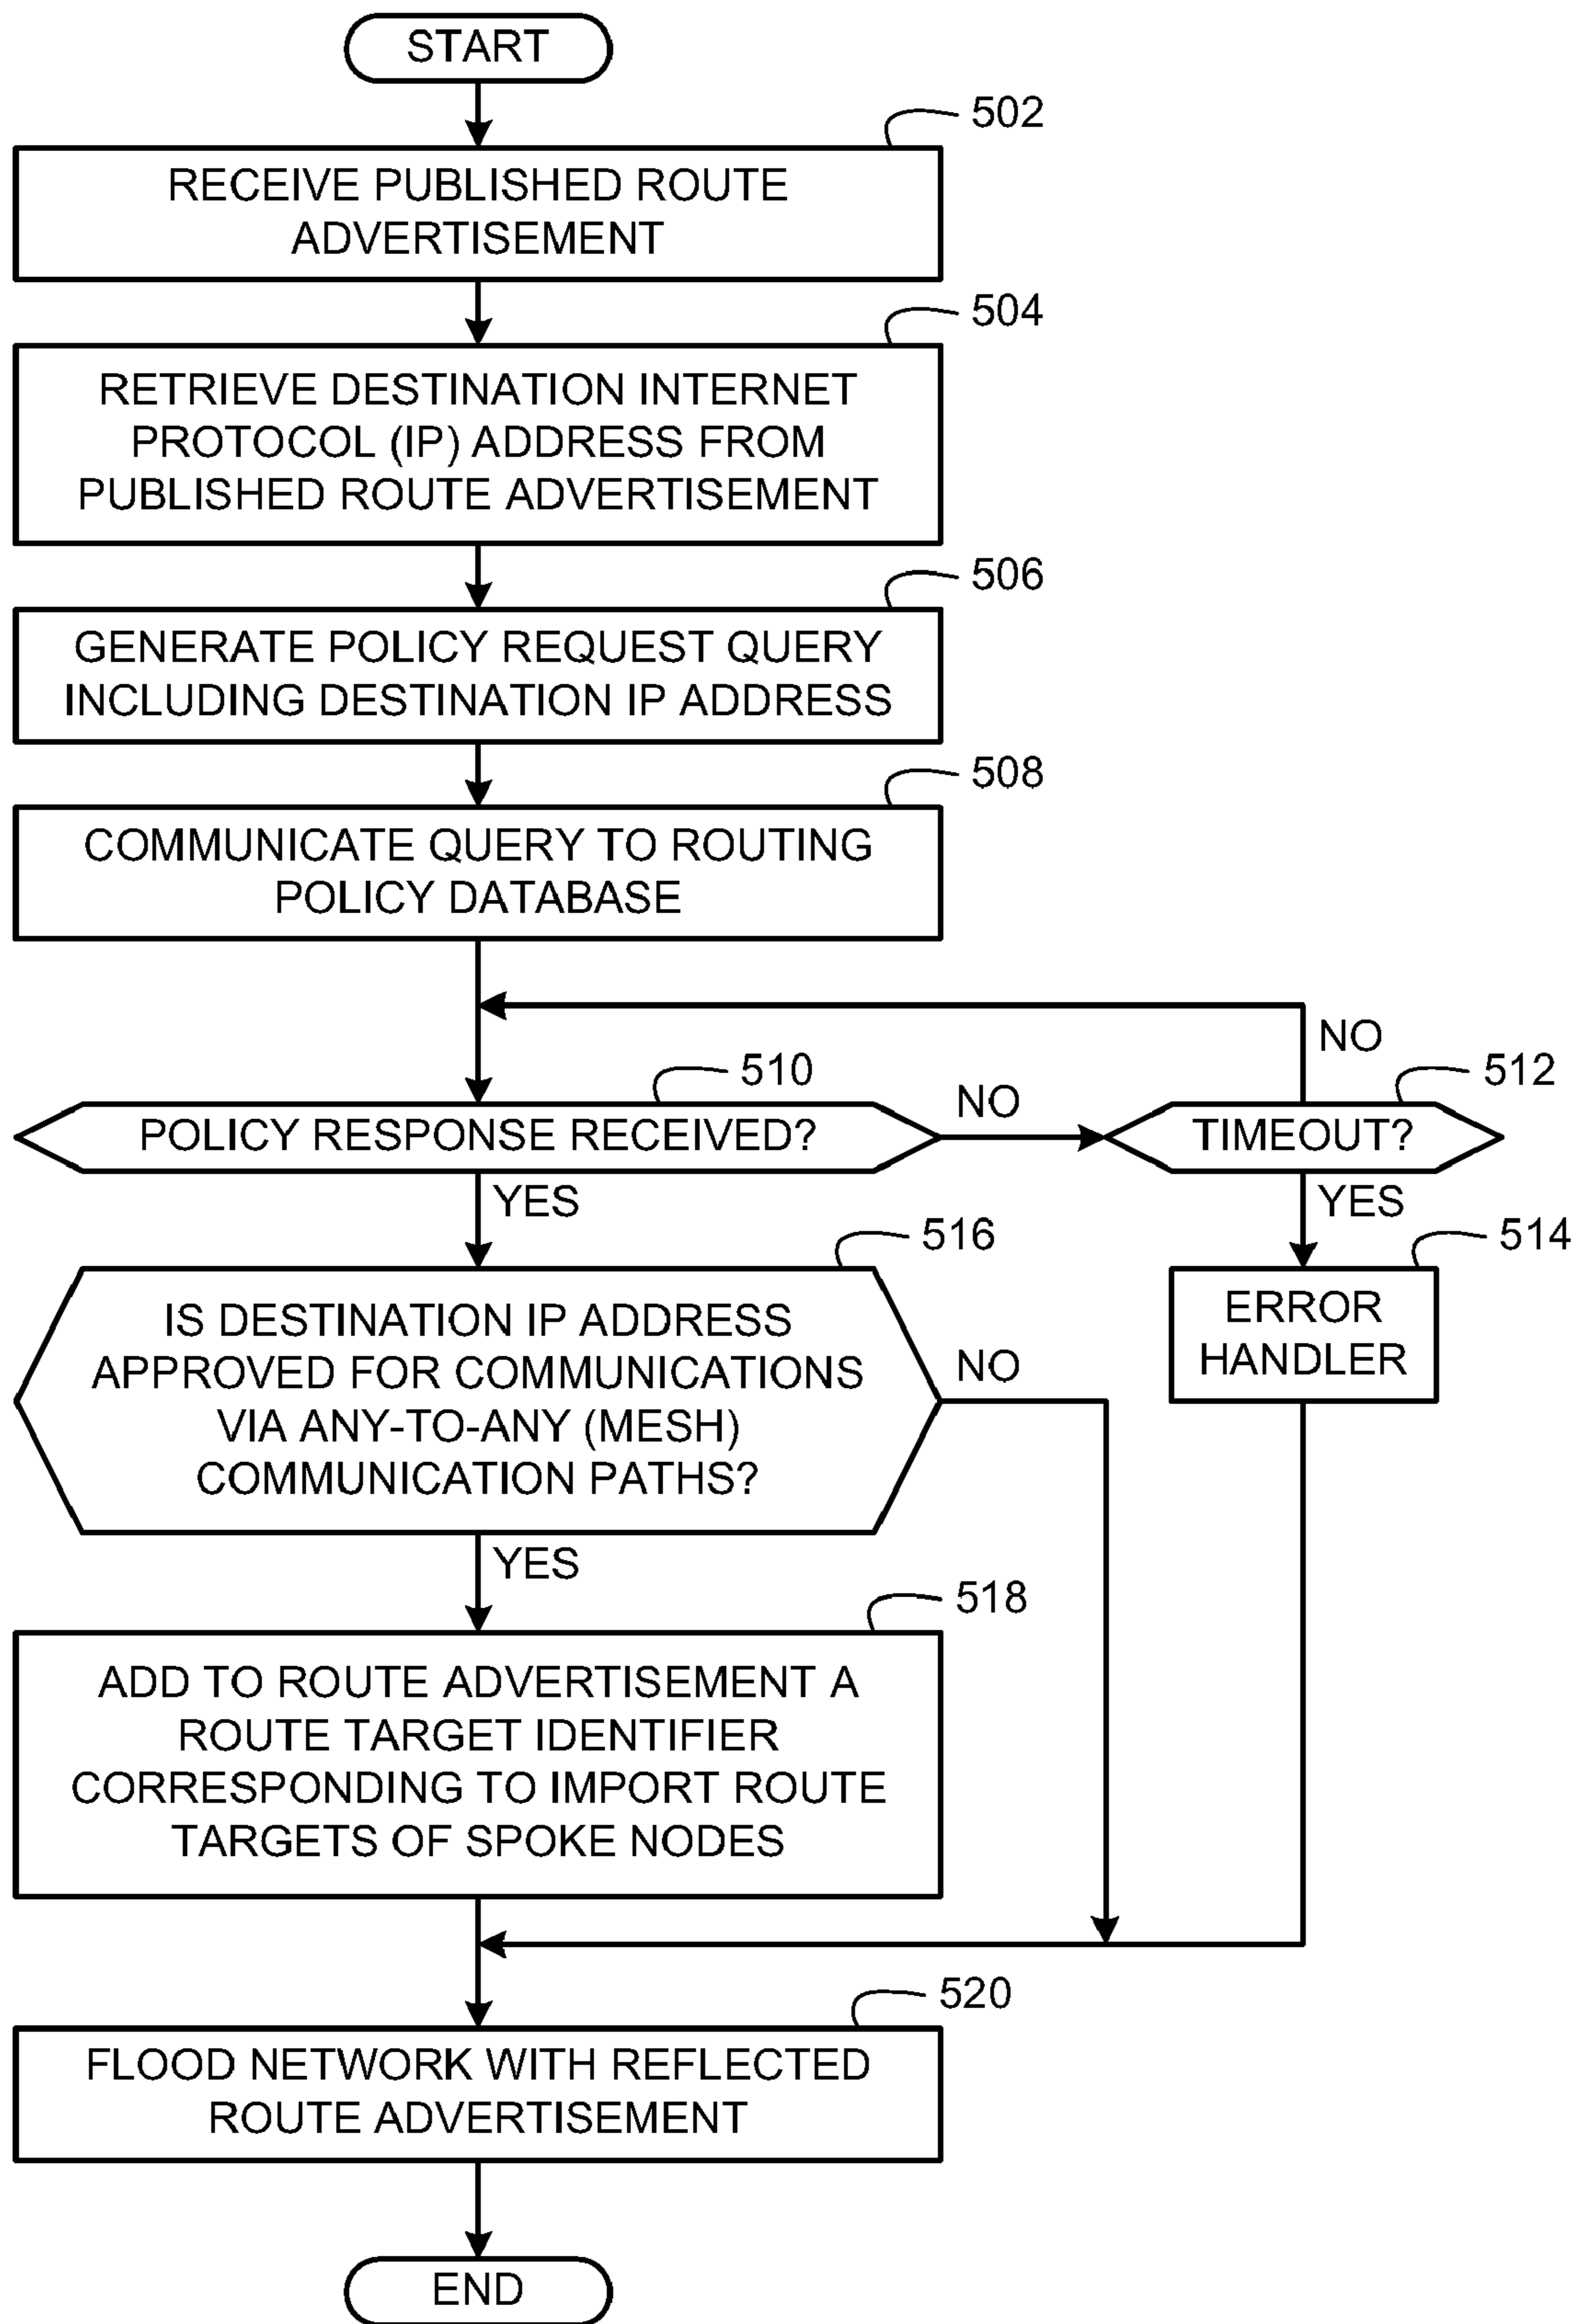 START
502
RECEIVE PUBLISHED ROUTE
ADVERTISEMENT
504
RETRIEVE DESTINATION INTERNET
PROTOCOL (IP) ADDRESS FROM
PUBLISHED ROUTE ADVERTISEMENT
506
GENERATE POLICY REQUEST QUERY
INCLUDING DESTINATION IP ADDRESS
508
COMMUNICATE QUERY TO ROUTING
POLICY DATABASE
NO
510
512
NO
POLICY RESPONSE RECEIVED?
TIMEOUT?
YES
YES
516
514
IS DESTINATION IP ADDRESS
APPROVED FOR COMMUNICATIONS
VIA ANY-TO-ANY (MESH)
COMMUNICATION PATHS?
NO
ERROR
HANDLER
YES
518
ADD TO ROUTE ADVERTISEMENT A
ROUTE TARGET IDENTIFIER
CORRESPONDING TO IMPORT ROUTE
TARGETS OF SPOKE NODES
520
FLOOD NETWORK WITH REFLECTED
ROUTE ADVERTISEMENT
END